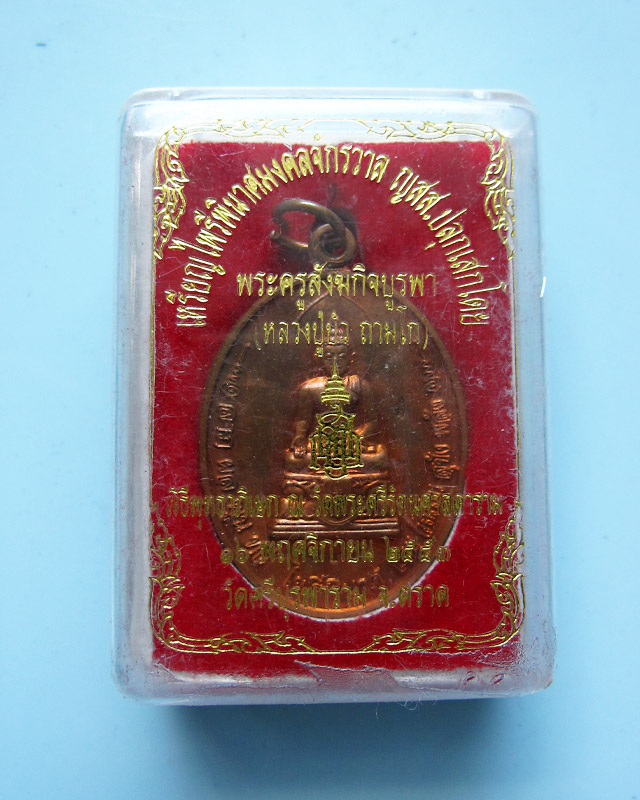 เหรียญไพรีพินาศมงคลจักรวาล ญสส.ปลุกเสกโดย
พระครูสังฆกิจบูรพา
(หลวงปู่บัว ถามโก)
พิธีพุทธาภิเษก ณ วัดพระศรีรัตนศาสดาราม
๑๖ พฤศจิกายน ๒๕๕๓
วัดศรีบุรพาราม จ.ตราด